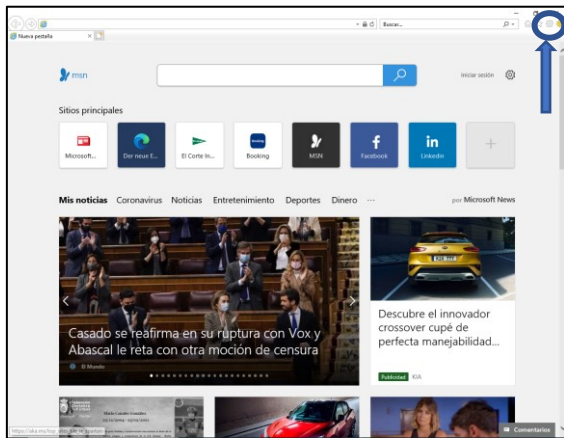 Buscar...
Nueva pestaña
msn
Iniciar sesión
Sitios principales
Microsoft...
Der neue E...
El Corte In...
Booking
MSN
Facebook
Linkedin
Mis noticias Coronavirus Noticias Entretenimiento Deportes Dinero ...
por Microsoft News
Casado se reafirma en su ruptura con Vox y
Abascal le reta con otra moción de censura
El Mundo
Descubre el innovador
crossover cupé de
perfecta manejabilidad...
Publicidad KIA
Comentarios